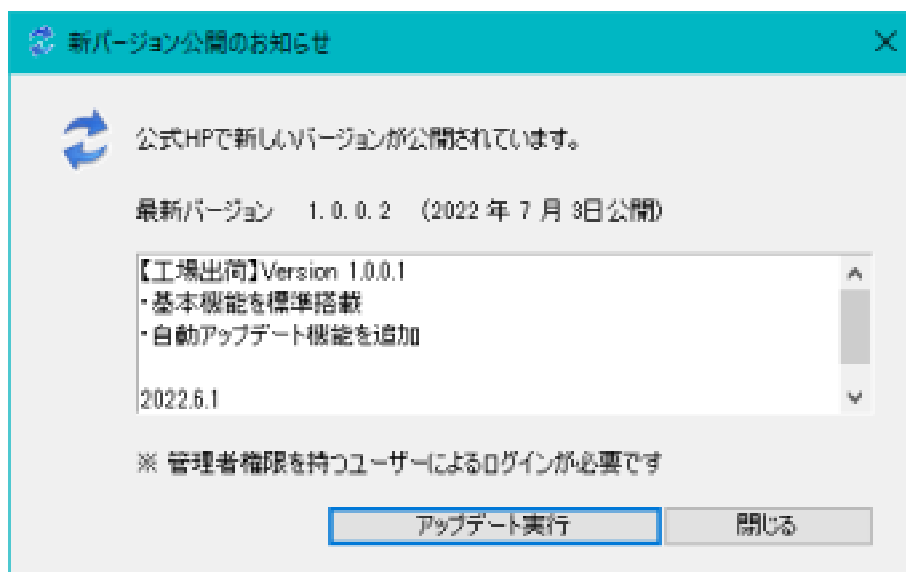 新バージョン公開のお知らせ
公式HPで新しいバージョンが公開されています。
最新バージョン 1.0.0.2 (2022年7月3日公開)
【工場出荷】Version 1.0.0.1
・基本機能を標準搭載
・自動アップデート機能を追加
2022.6.1
※ 管理者権限を持つユーザーによるログインが必要です
アップデート実行 閉じる